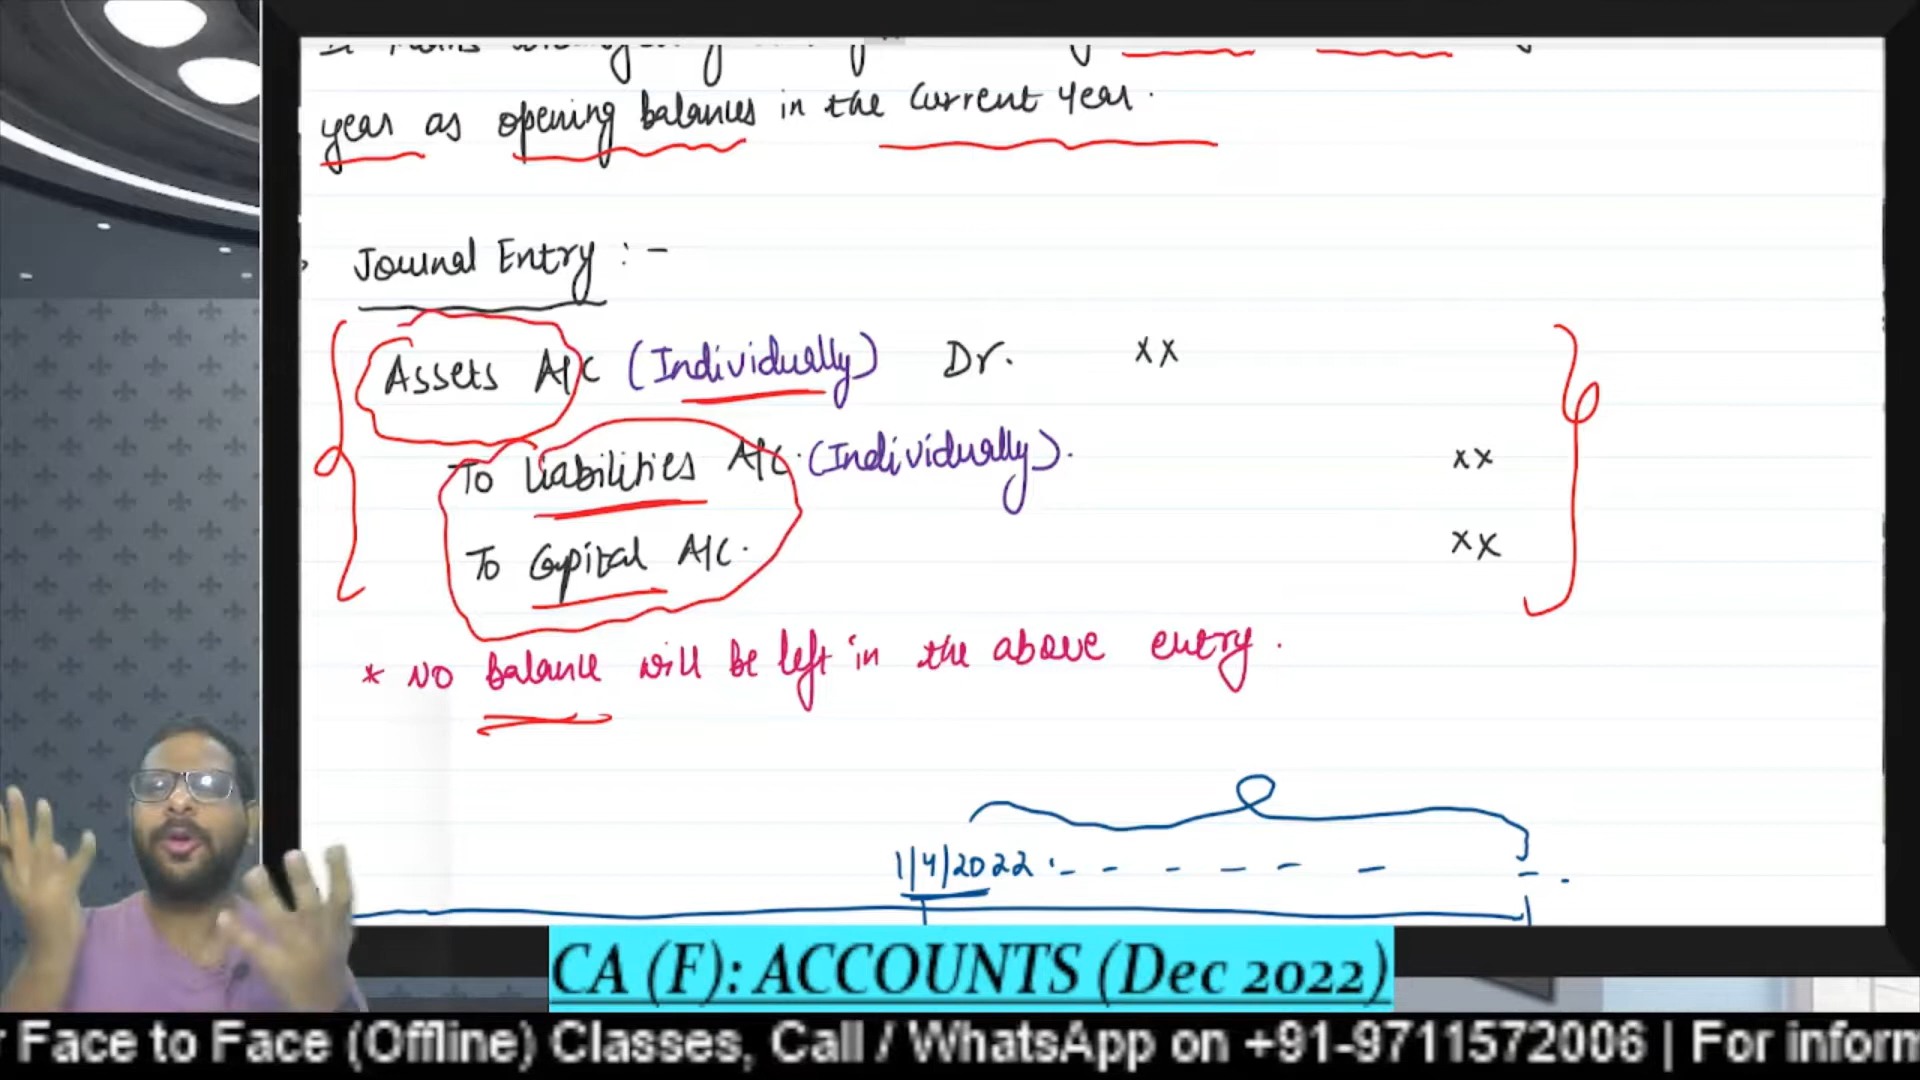 year as opening balances in the current year.
Journal Entry :-
Assets A/c (Individually) Dr. xx
To Liabilities A/c. (Individually). xx
To Capital A/c. xx
* No balance will be left in the above entry.
1/4/2022
CA (F): ACCOUNTS (Dec 2022)
r Face to Face (Offline) Classes, Call / WhatsApp on +91-9711572006 | For inform